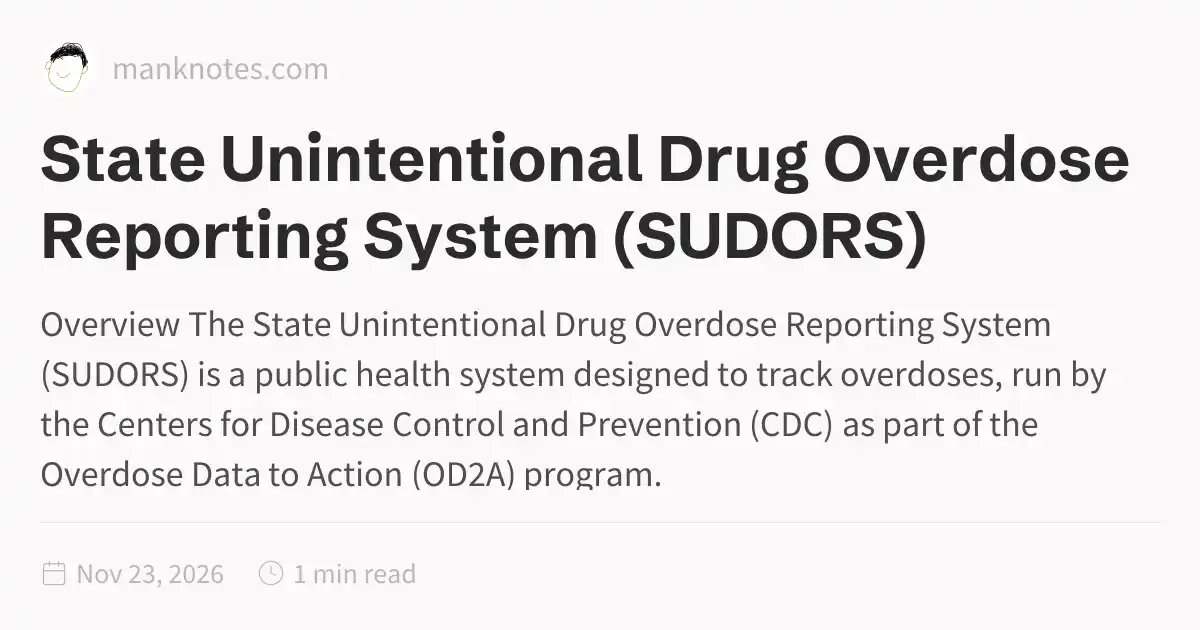 manknotes.com
State Unintentional Drug Overdose
Reporting System (SUDORS)
Overview The State Unintentional Drug Overdose Reporting System
(SUDORS) is a public health system designed to track overdoses, run by
the Centers for Disease Control and Prevention (CDC) as part of the
Overdose Data to Action (OD2A) program.
Nov 23, 2026 1 min read